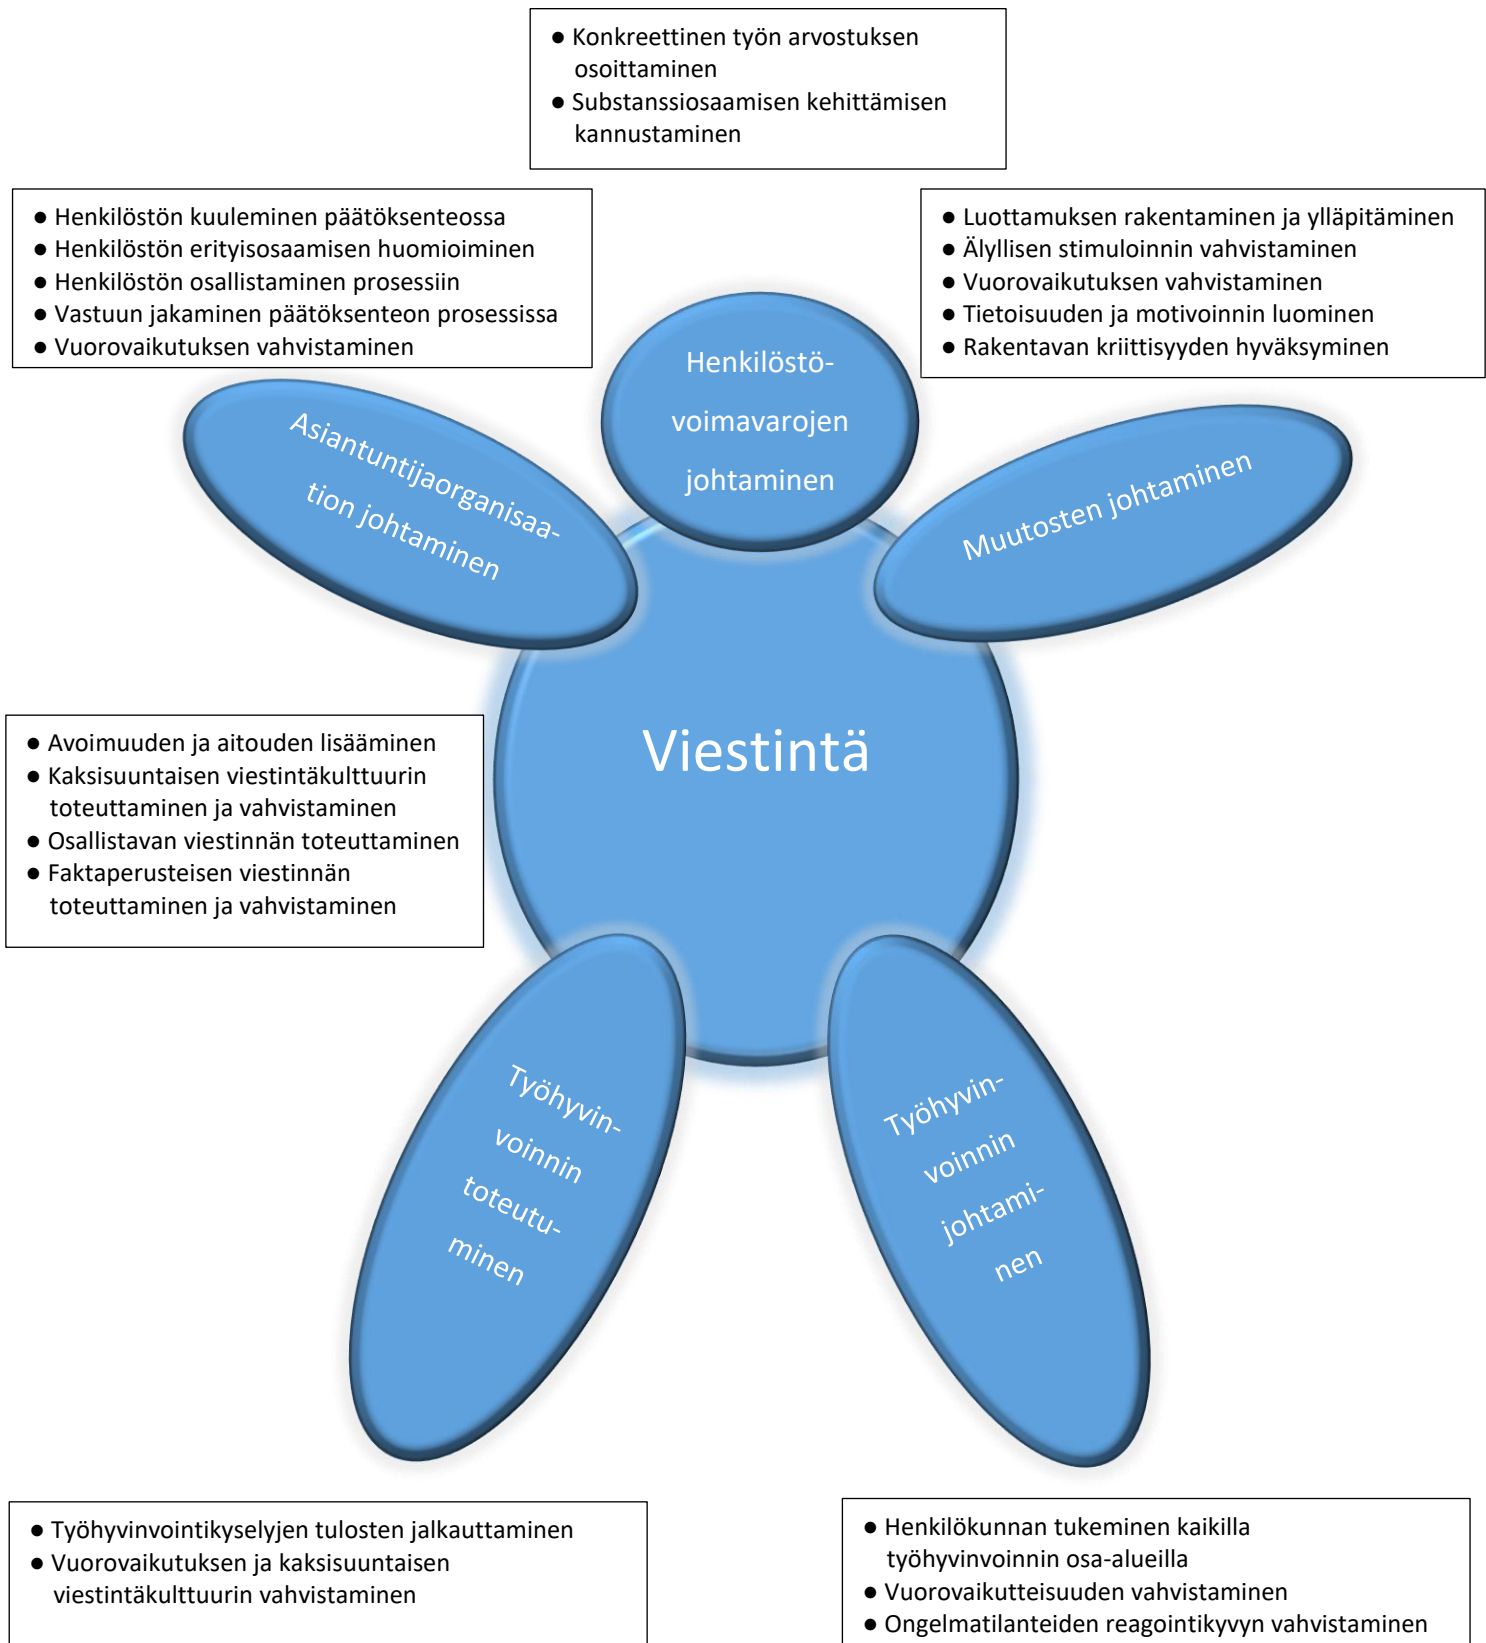 ● Konkreettinen työn arvostuksen
osoittaminen
● Substanssiosaamisen kehittämisen
kannustaminen
● Henkilöstön kuuleminen päätöksenteossa
● Henkilöstön erityisosaamisen huomioiminen
● Henkilöstön osallistaminen prosessiin
● Vastuun jakaminen päätöksenteon prosessissa
● Vuorovaikutuksen vahvistaminen
● Luottamuksen rakentaminen ja ylläpitäminen
● Älyllisen stimuloinnin vahvistaminen
● Vuorovaikutuksen vahvistaminen
● Tietoisuuden ja motivoinnin luominen
● Rakentavan kriittisyyden hyväksyminen
Henkilöstö-
voimavarojen
johtaminen
Asiantuntijaorganisaa-
tion johtaminen
Muutosten johtaminen
Viestintä
● Avoimuuden ja aitouden lisääminen
● Kaksisuuntaisen viestintäkulttuurin
toteuttaminen ja vahvistaminen
● Osallistavan viestinnän toteuttaminen
● Faktaperusteisen viestinnän
toteuttaminen ja vahvistaminen
Työhyvin-
voinnin
toteutu-
minen
Työhyvin-
voinnin
johtami-
nen
● Työhyvinvointikyselyjen tulosten jalkauttaminen
● Vuorovaikutuksen ja kaksisuuntaisen
viestintäkulttuurin vahvistaminen
● Henkilökunnan tukeminen kaikilla
työhyvinvoinnin osa-alueilla
● Vuorovaikutteisuuden vahvistaminen
● Ongelmatilanteiden reagointikyvyn vahvistaminen